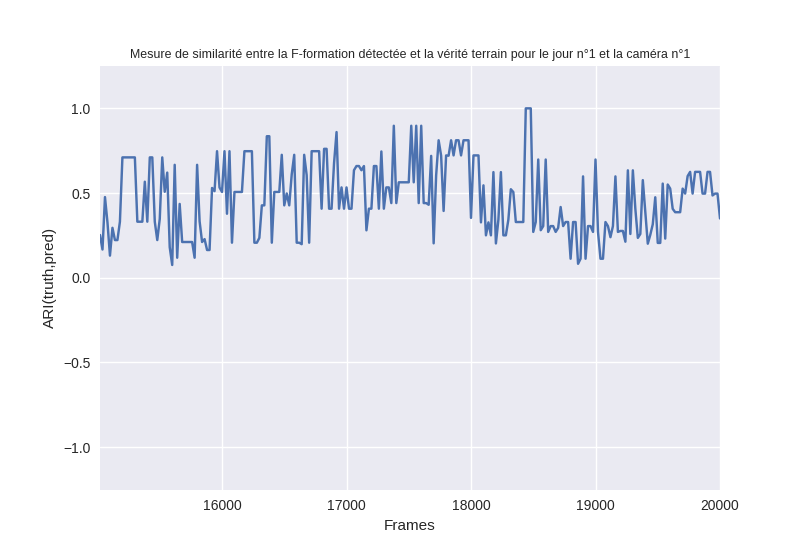 Mesure de similarité entre la F-formation détectée et la vérité terrain pour le jour n°1 et la caméra n°1
1.0
0.5
0.0
−0.5
−1.0
ARI(truth,pred)
16000 17000 18000 19000 20000
Frames